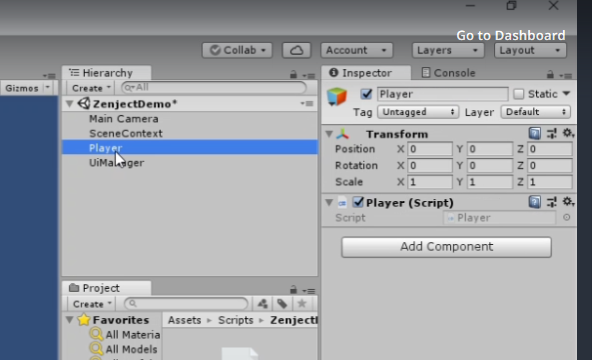 Go to Dashboard
Collab
Account
Layers
Layout
Gizmos
Hierarchy
Create
All
ZenjectDemo*
Main Camera
SceneContext
Player
UiManager
Inspector
Console
Player
Static
Tag Untagged Layer Default
Transform
Position X 0 Y 0 Z 0
Rotation X 0 Y 0 Z 0
Scale X 1 Y 1 Z 1
Player (Script)
Script Player
Add Component
Project
Create
Favorites
All Materia
All Models
Assets Scripts Zenject